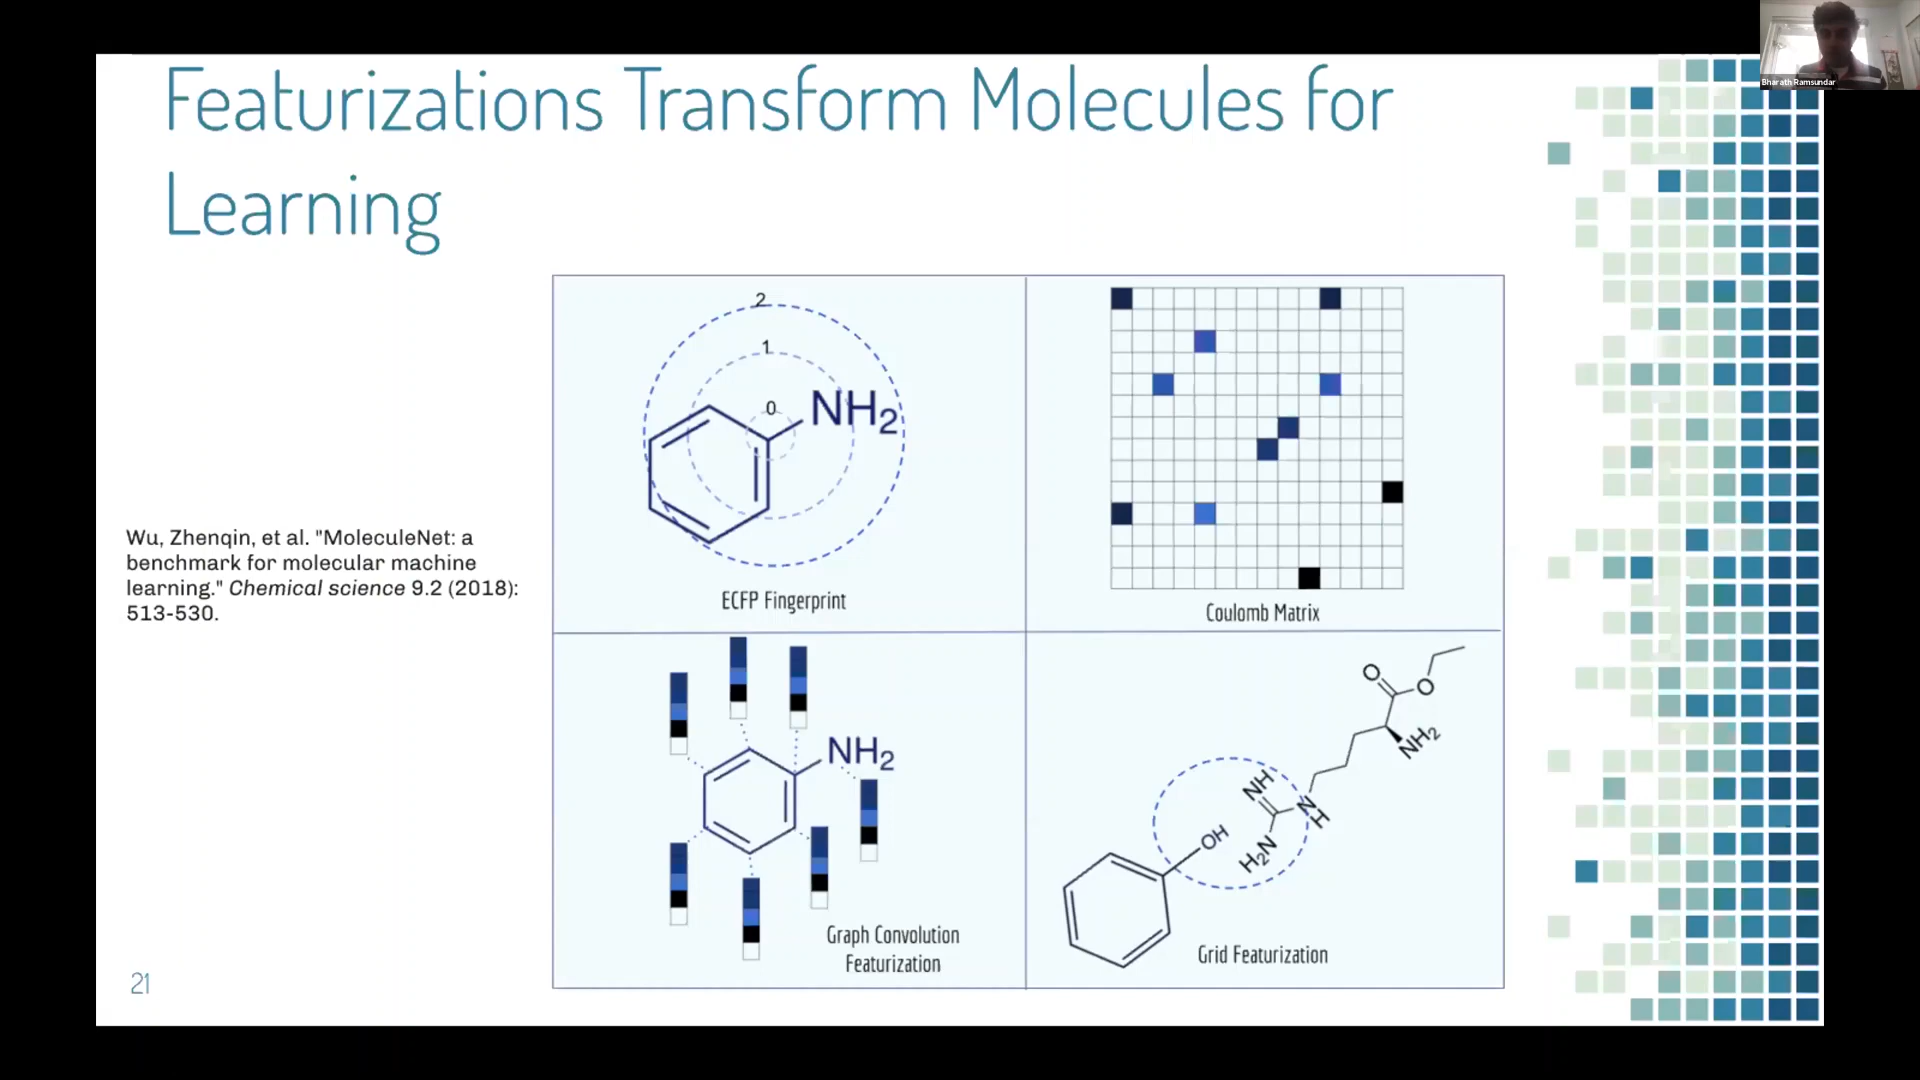 Featurizations Transform Molecules for
Learning
Bharath Ramsundar
Wu, Zhenqin, et al. "MoleculeNet: a
benchmark for molecular machine
learning." Chemical science 9.2 (2018):
513-530.
2
1
0
NH2
ECFP Fingerprint
Coulomb Matrix
NH2
Graph Convolution
Featurization
O
O
NH2
NH
N
H
H2N
OH
Grid Featurization
21